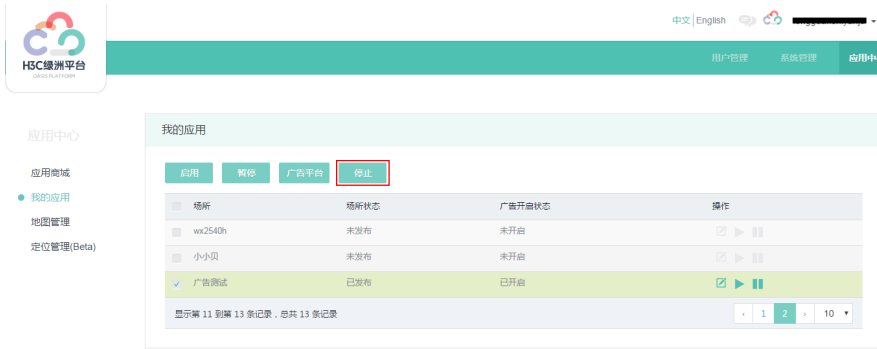 中文 English
H3C绿洲平台
OASIS PLATFORM
用户管理 系统管理 应用中
应用中心
应用商城
我的应用
地图管理
定位管理(Beta)
我的应用
启用 暂停 广告平台 停止
场所 场所状态 广告开启状态 操作
wx2540h 未发布 未开启
小小贝 未发布 未开启
广告测试 已发布 已开启
显示第 11 到第 13 条记录，总共 13 条记录
‹ 1 2 › 10